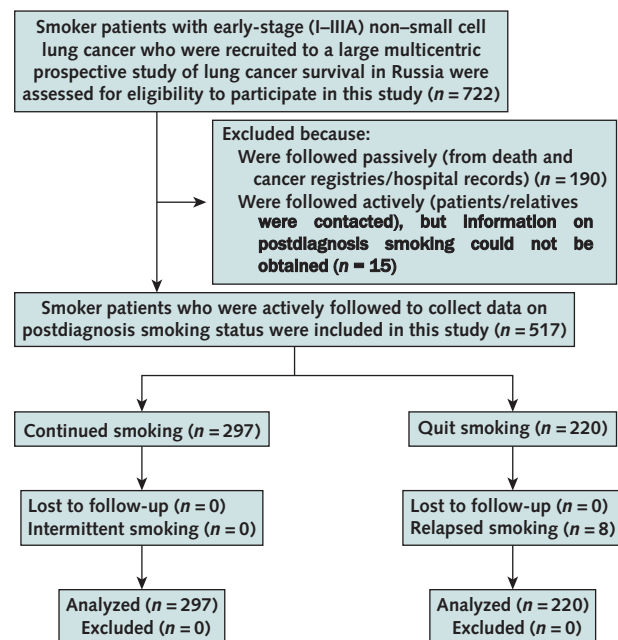 Smoker patients with early-stage (I–IIIA) non–small cell
lung cancer who were recruited to a large multicentric
prospective study of lung cancer survival in Russia were
assessed for eligibility to participate in this study (n = 722)
Excluded because:
Were followed passively (from death and
cancer registries/hospital records) (n = 190)
Were followed actively (patients/relatives
were contacted), but information on
postdiagnosis smoking could not be
obtained (n = 15)
Smoker patients who were actively followed to collect data on
postdiagnosis smoking status were included in this study (n = 517)
Continued smoking (n = 297)
Quit smoking (n = 220)
Lost to follow-up (n = 0)
Intermittent smoking (n = 0)
Lost to follow-up (n = 0)
Relapsed smoking (n = 8)
Analyzed (n = 297)
Excluded (n = 0)
Analyzed (n = 220)
Excluded (n = 0)